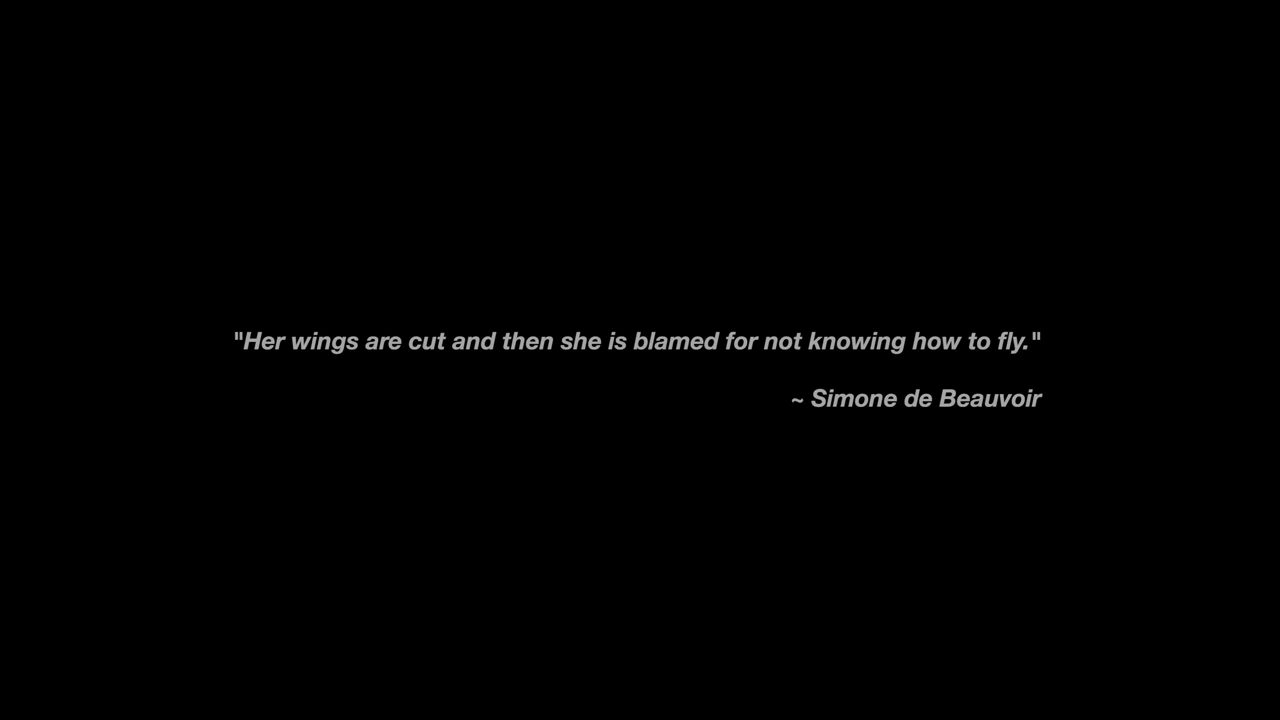 "Her wings are cut and then she is blamed for not knowing how to fly."
~ Simone de Beauvoir